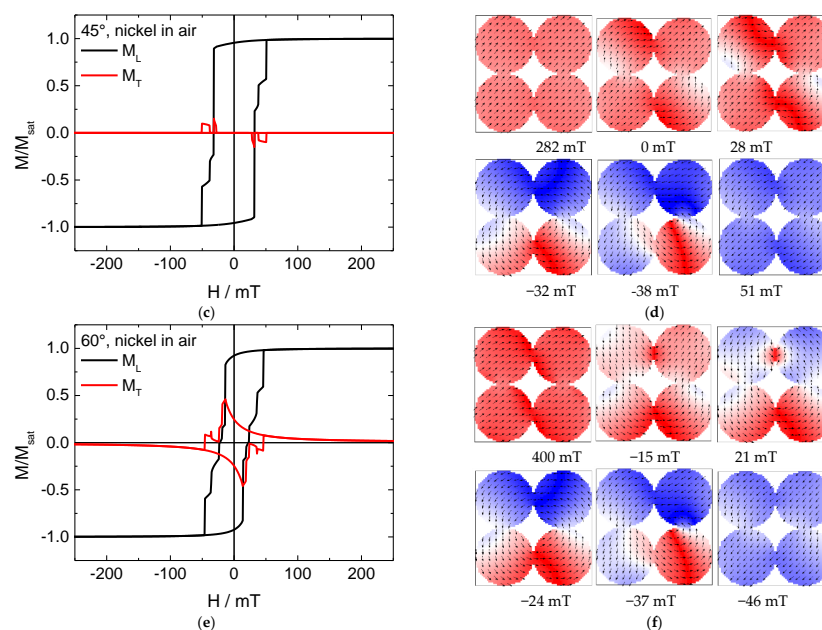 45°, nickel in air
M_L
M_T
1.0
0.5
0.0
-0.5
-1.0
M/M_sat
-200 -100 0 100 200
H / mT
(c)
282 mT 0 mT 28 mT
−32 mT -38 mT 51 mT
(d)
60°, nickel in air
M_L
M_T
1.0
0.5
0.0
-0.5
-1.0
M/M_sat
-200 -100 0 100 200
H / mT
(e)
400 mT −15 mT 21 mT
−24 mT −37 mT −46 mT
(f)